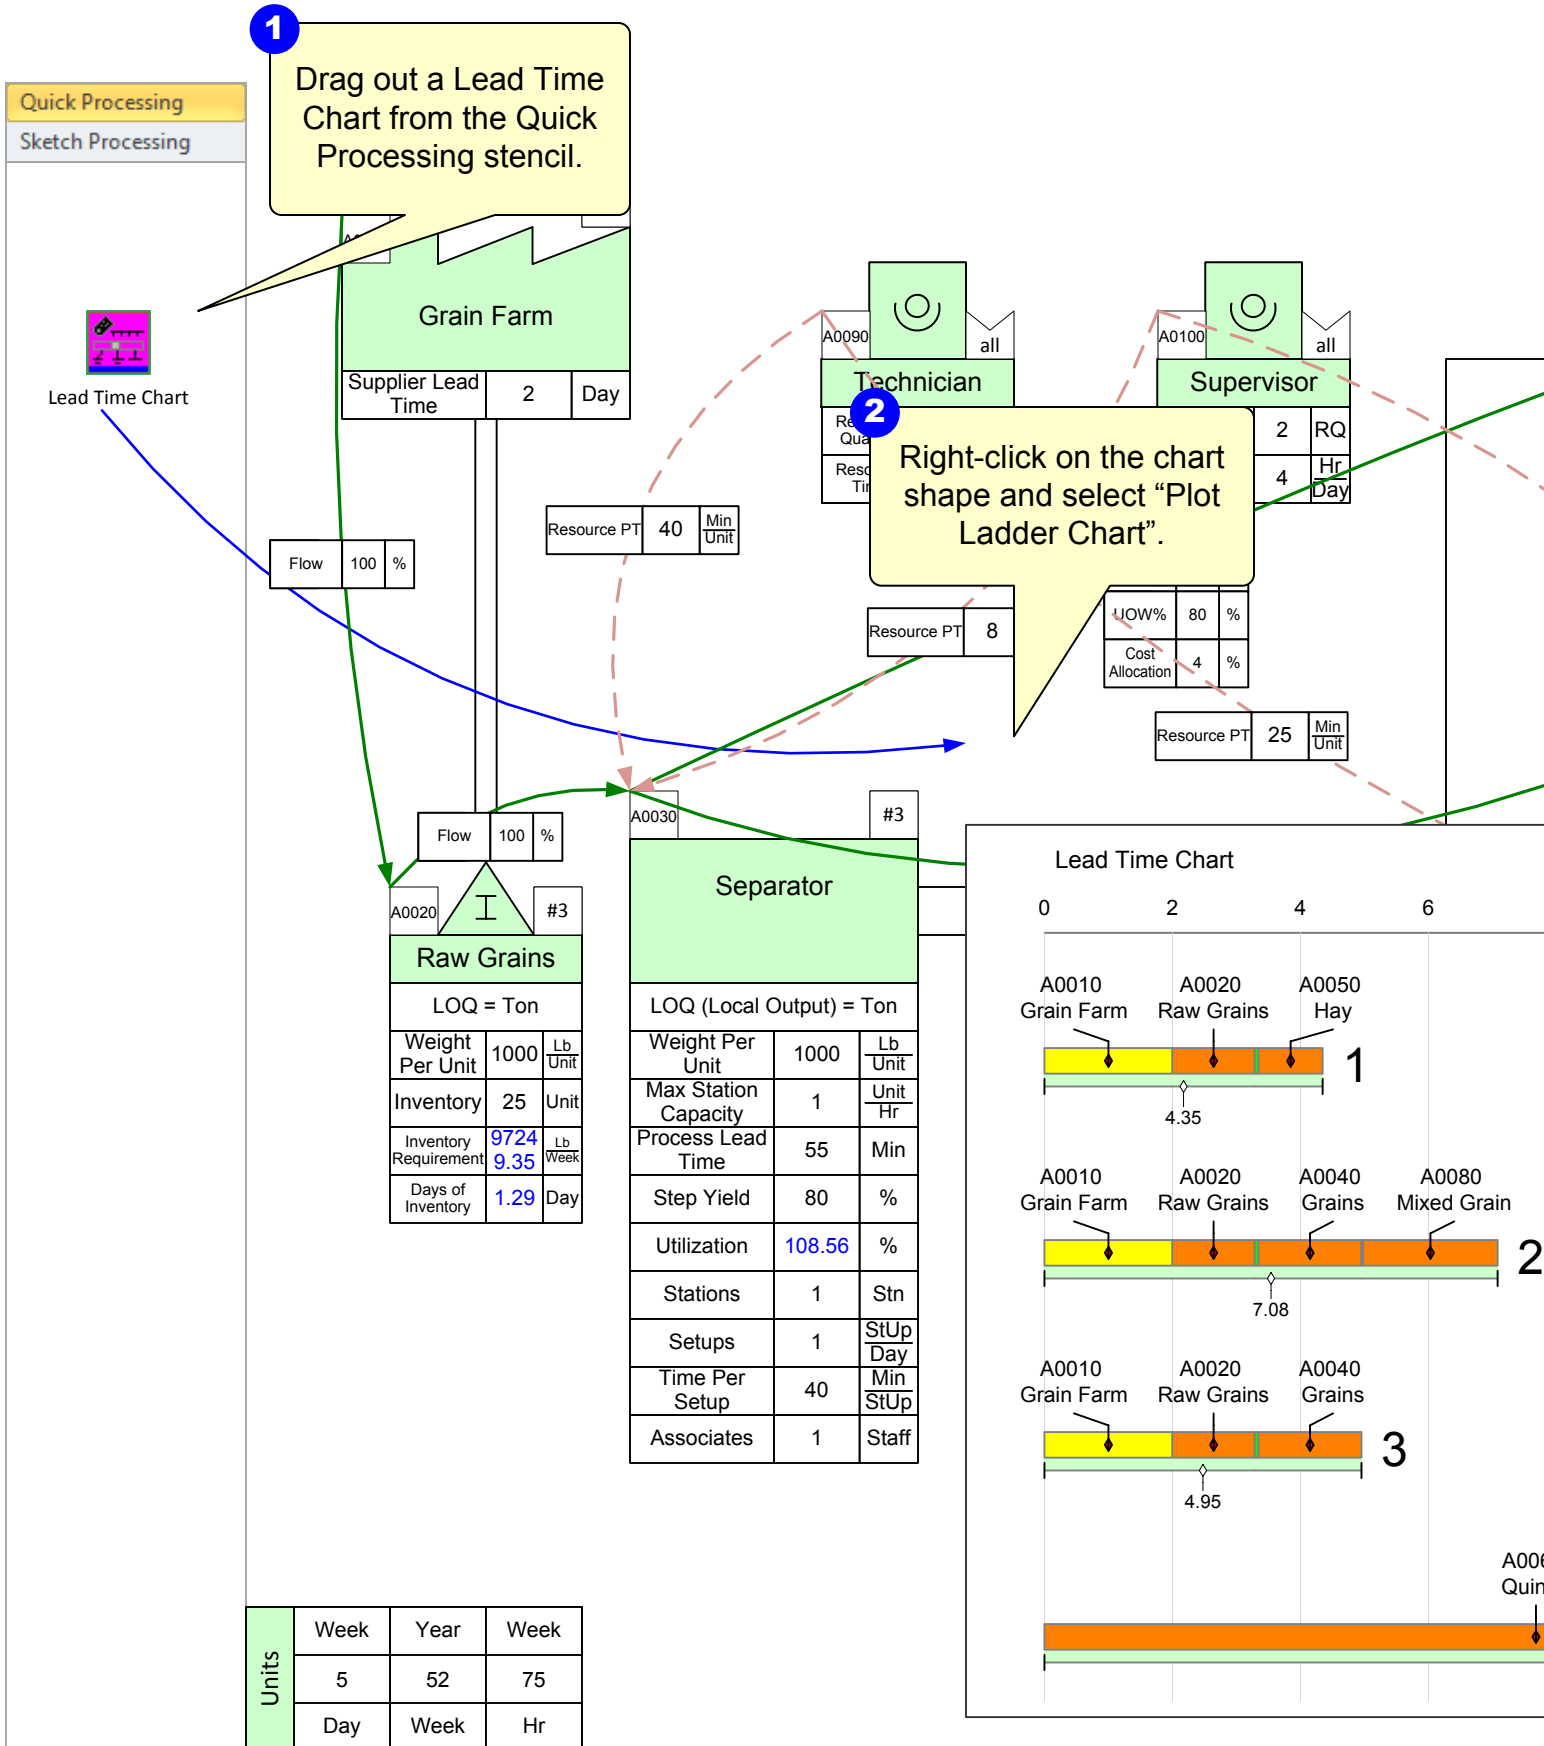 1
Drag out a Lead Time
Chart from the Quick
Processing stencil.
Quick Processing
Sketch Processing
Lead Time Chart
Grain Farm
Supplier Lead
Time
2
Day
A0090
all
Technician
A0100
all
Supervisor
2
RQ
4
Hr
Day
2
Right-click on the chart
shape and select “Plot
Ladder Chart”.
Resource PT
40
Min
Unit
Flow
100
%
Resource PT
8
UOW%
80
%
Cost
Allocation
4
%
Resource PT
25
Min
Unit
Flow
100
%
A0020
#3
Raw Grains
LOQ = Ton
Weight
Per Unit
1000
Lb
Unit
Inventory
25
Unit
Inventory
Requirement
9724
9.35
Lb
Week
Days of
Inventory
1.29
Day
A0030
#3
Separator
LOQ (Local Output) = Ton
Weight Per
Unit
1000
Lb
Unit
Max Station
Capacity
1
Unit
Hr
Process Lead
Time
55
Min
Step Yield
80
%
Utilization
108.56
%
Stations
1
Stn
Setups
1
StUp
Day
Time Per
Setup
40
Min
StUp
Associates
1
Staff
Lead Time Chart
0
2
4
6
A0010
Grain Farm
A0020
Raw Grains
A0050
Hay
1
4.35
A0010
Grain Farm
A0020
Raw Grains
A0040
Grains
A0080
Mixed Grain
2
7.08
A0010
Grain Farm
A0020
Raw Grains
A0040
Grains
3
4.95
Units
Week
Year
Week
5
52
75
Day
Week
Hr